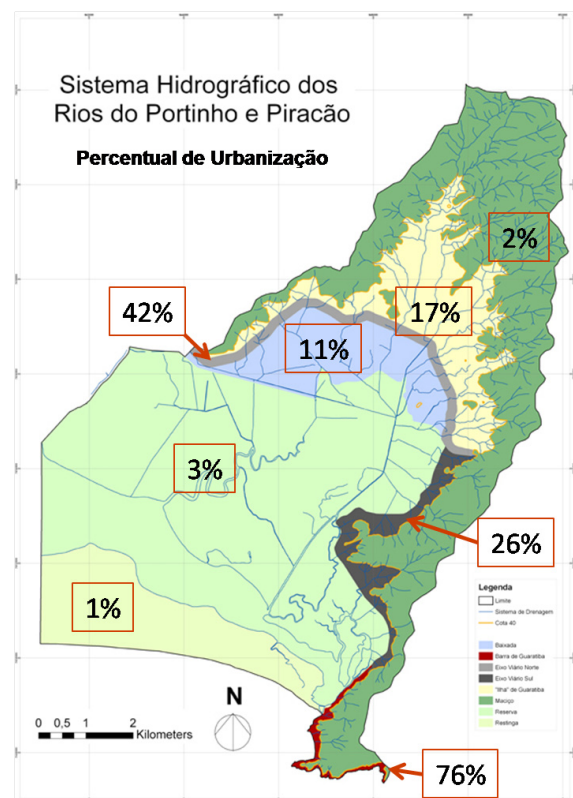 Sistema Hidrográfico dos
Rios do Portinho e Piracão
Percentual de Urbanização
2%
42%
17%
11%
3%
26%
1%
76%
Legenda
Limite
Sistema de Drenagem
Cota 40
Baixada
Barra de Guaratiba
Eixo Viário Norte
Eixo Viário Sul
"Ilha" de Guaratiba
Maciço
Reserva
Restinga
N
0 0,5 1 2
Kilometers